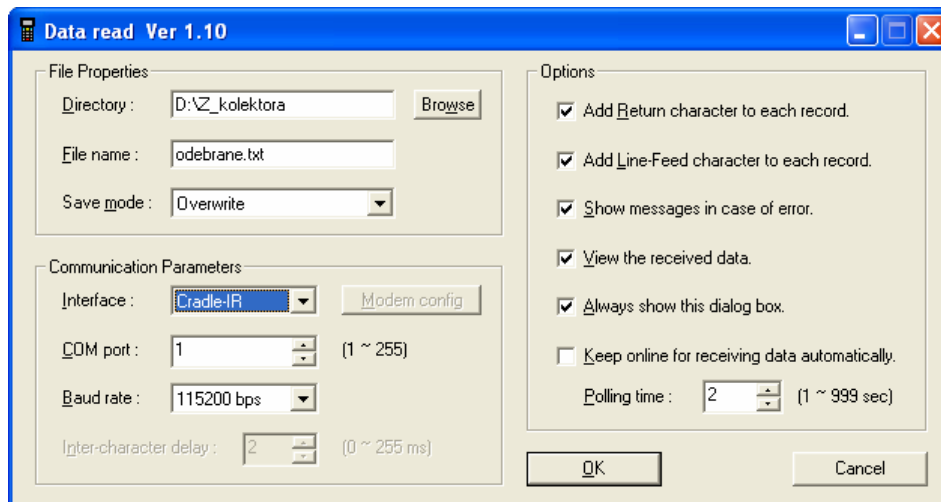 Data read Ver 1.10
File Properties
Directory : D:\Z_kolektora Browse
File name : odebrane.txt
Save mode : Overwrite
Communication Parameters
Interface : Cradle-IR Modem config
COM port : 1 (1 ~ 255)
Baud rate : 115200 bps
Inter-character delay : 2 (0 ~ 255 ms)
Options
Add Return character to each record.
Add Line-Feed character to each record.
Show messages in case of error.
View the received data.
Always show this dialog box.
Keep online for receiving data automatically.
Polling time : 2 (1 ~ 999 sec)
OK Cancel